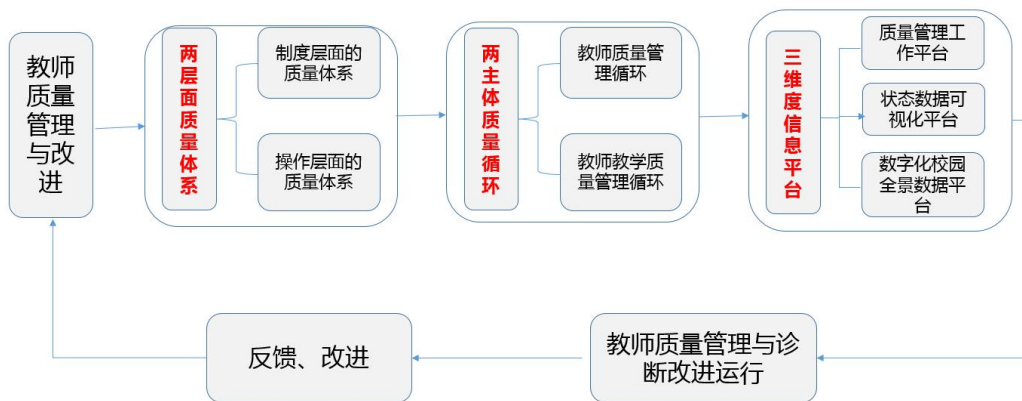 教师
质量
管理
与改
进
两层面质量体系
制度层面的
质量体系
操作层面的
质量体系
两主体质量循环
教师质量管
理循环
教师教学质
量管理循环
三维度信息平台
质量管理工
作平台
状态数据可
视化平台
数字化校园
全景数据平
台
教师质量管理与诊
断改进运行
反馈、改进